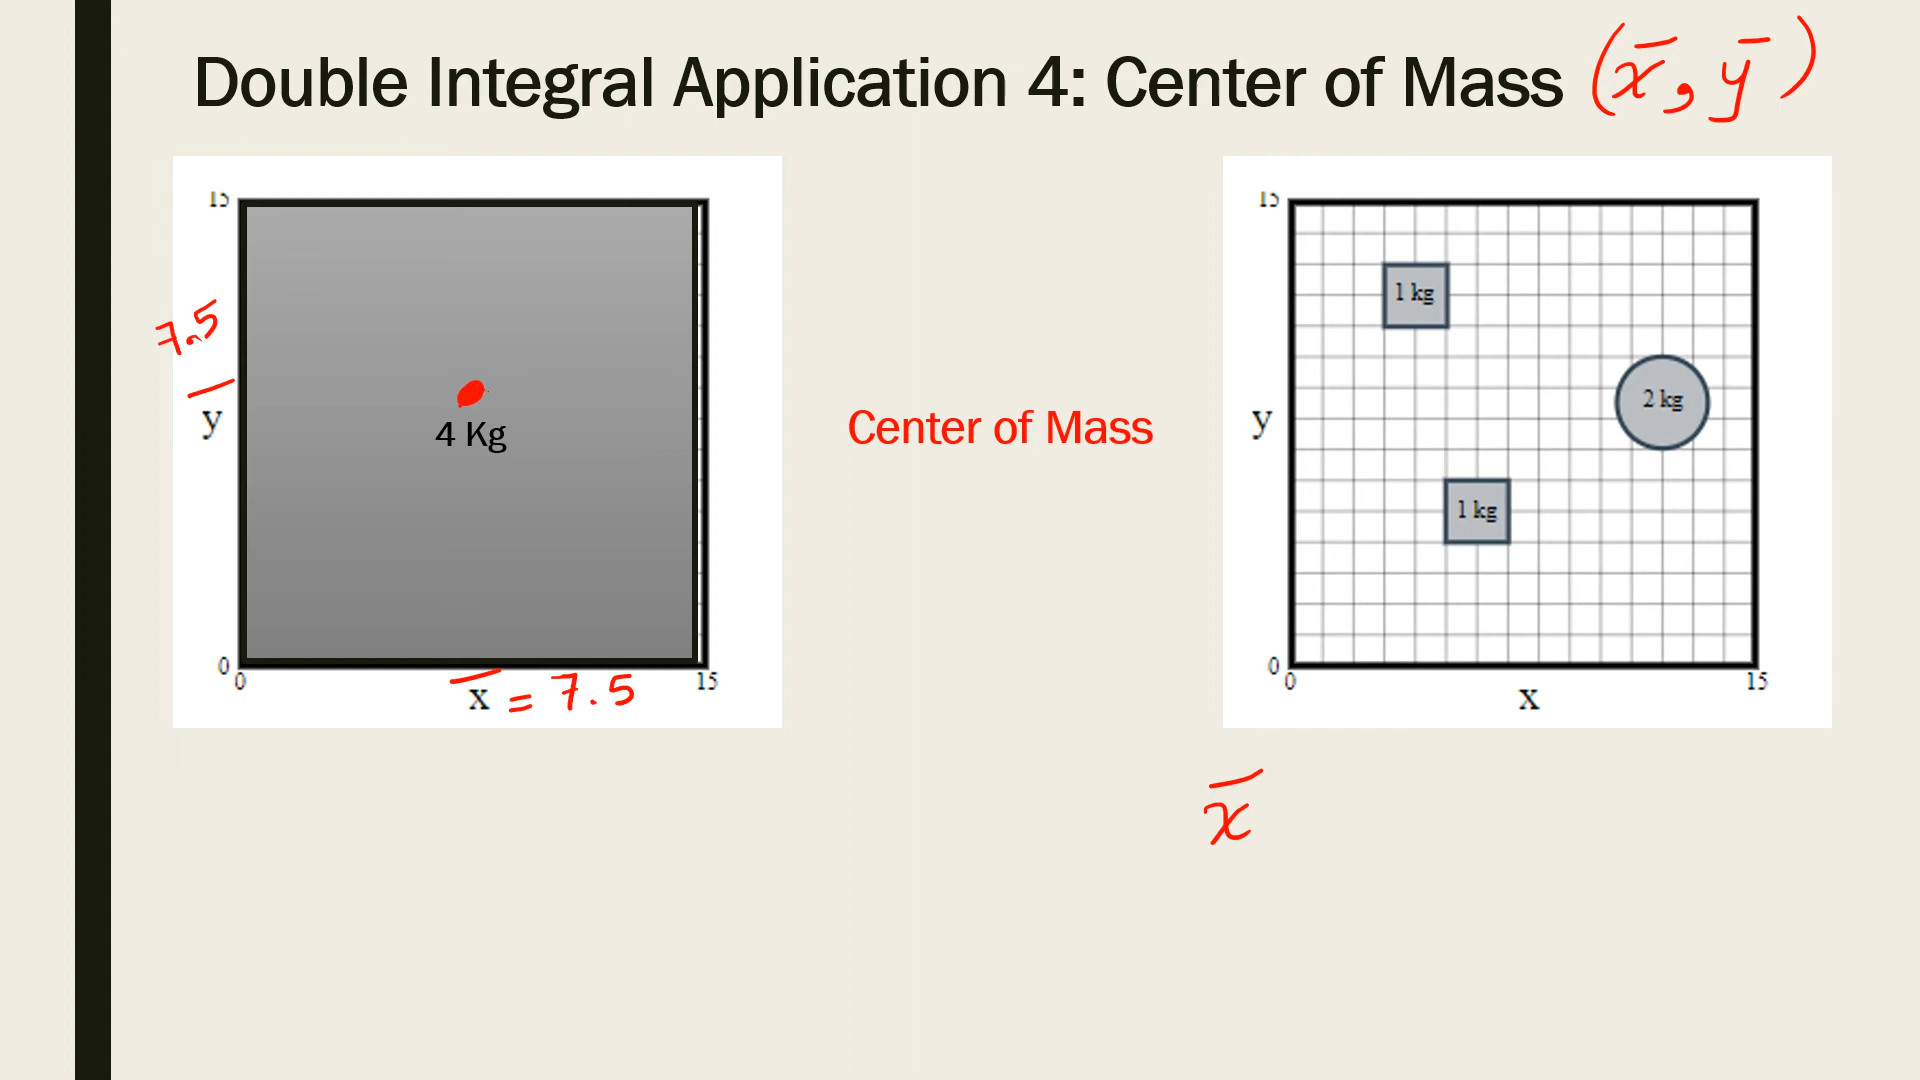 Double Integral Application 4: Center of Mass (x̄, ȳ)
15
7.5
y̅
4 Kg
0
0
x̅ = 7.5
15
Center of Mass
15
1 kg
2 kg
y
1 kg
0
0
x
15
x̅